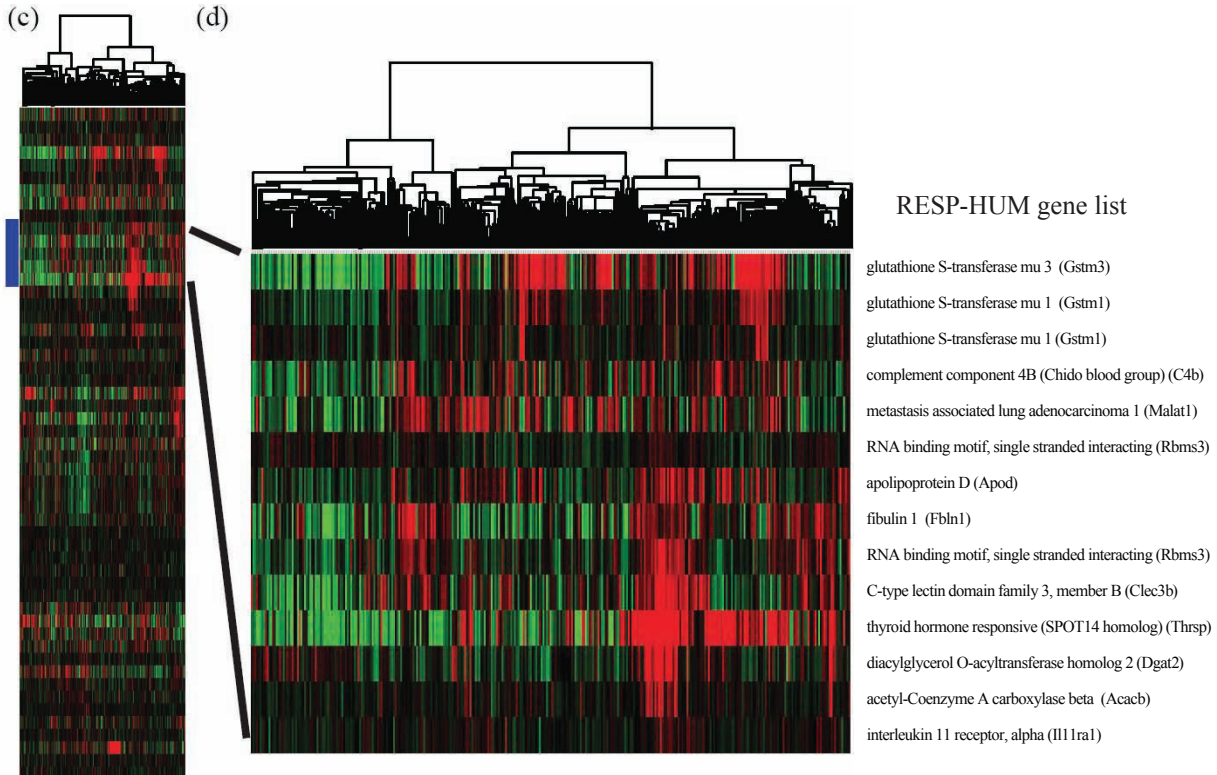 (c)
(d)
RESP-HUM gene list
glutathione S-transferase mu 3 (Gstm3)
glutathione S-transferase mu 1 (Gstm1)
glutathione S-transferase mu 1 (Gstm1)
complement component 4B (Chido blood group) (C4b)
metastasis associated lung adenocarcinoma 1 (Malat1)
RNA binding motif, single stranded interacting (Rbms3)
apolipoprotein D (Apod)
fibulin 1 (Fbln1)
RNA binding motif, single stranded interacting (Rbms3)
C-type lectin domain family 3, member B (Clec3b)
thyroid hormone responsive (SPOT14 homolog) (Thrsp)
diacylglycerol O-acyltransferase homolog 2 (Dgat2)
acetyl-Coenzyme A carboxylase beta (Acacb)
interleukin 11 receptor, alpha (Il11ra1)